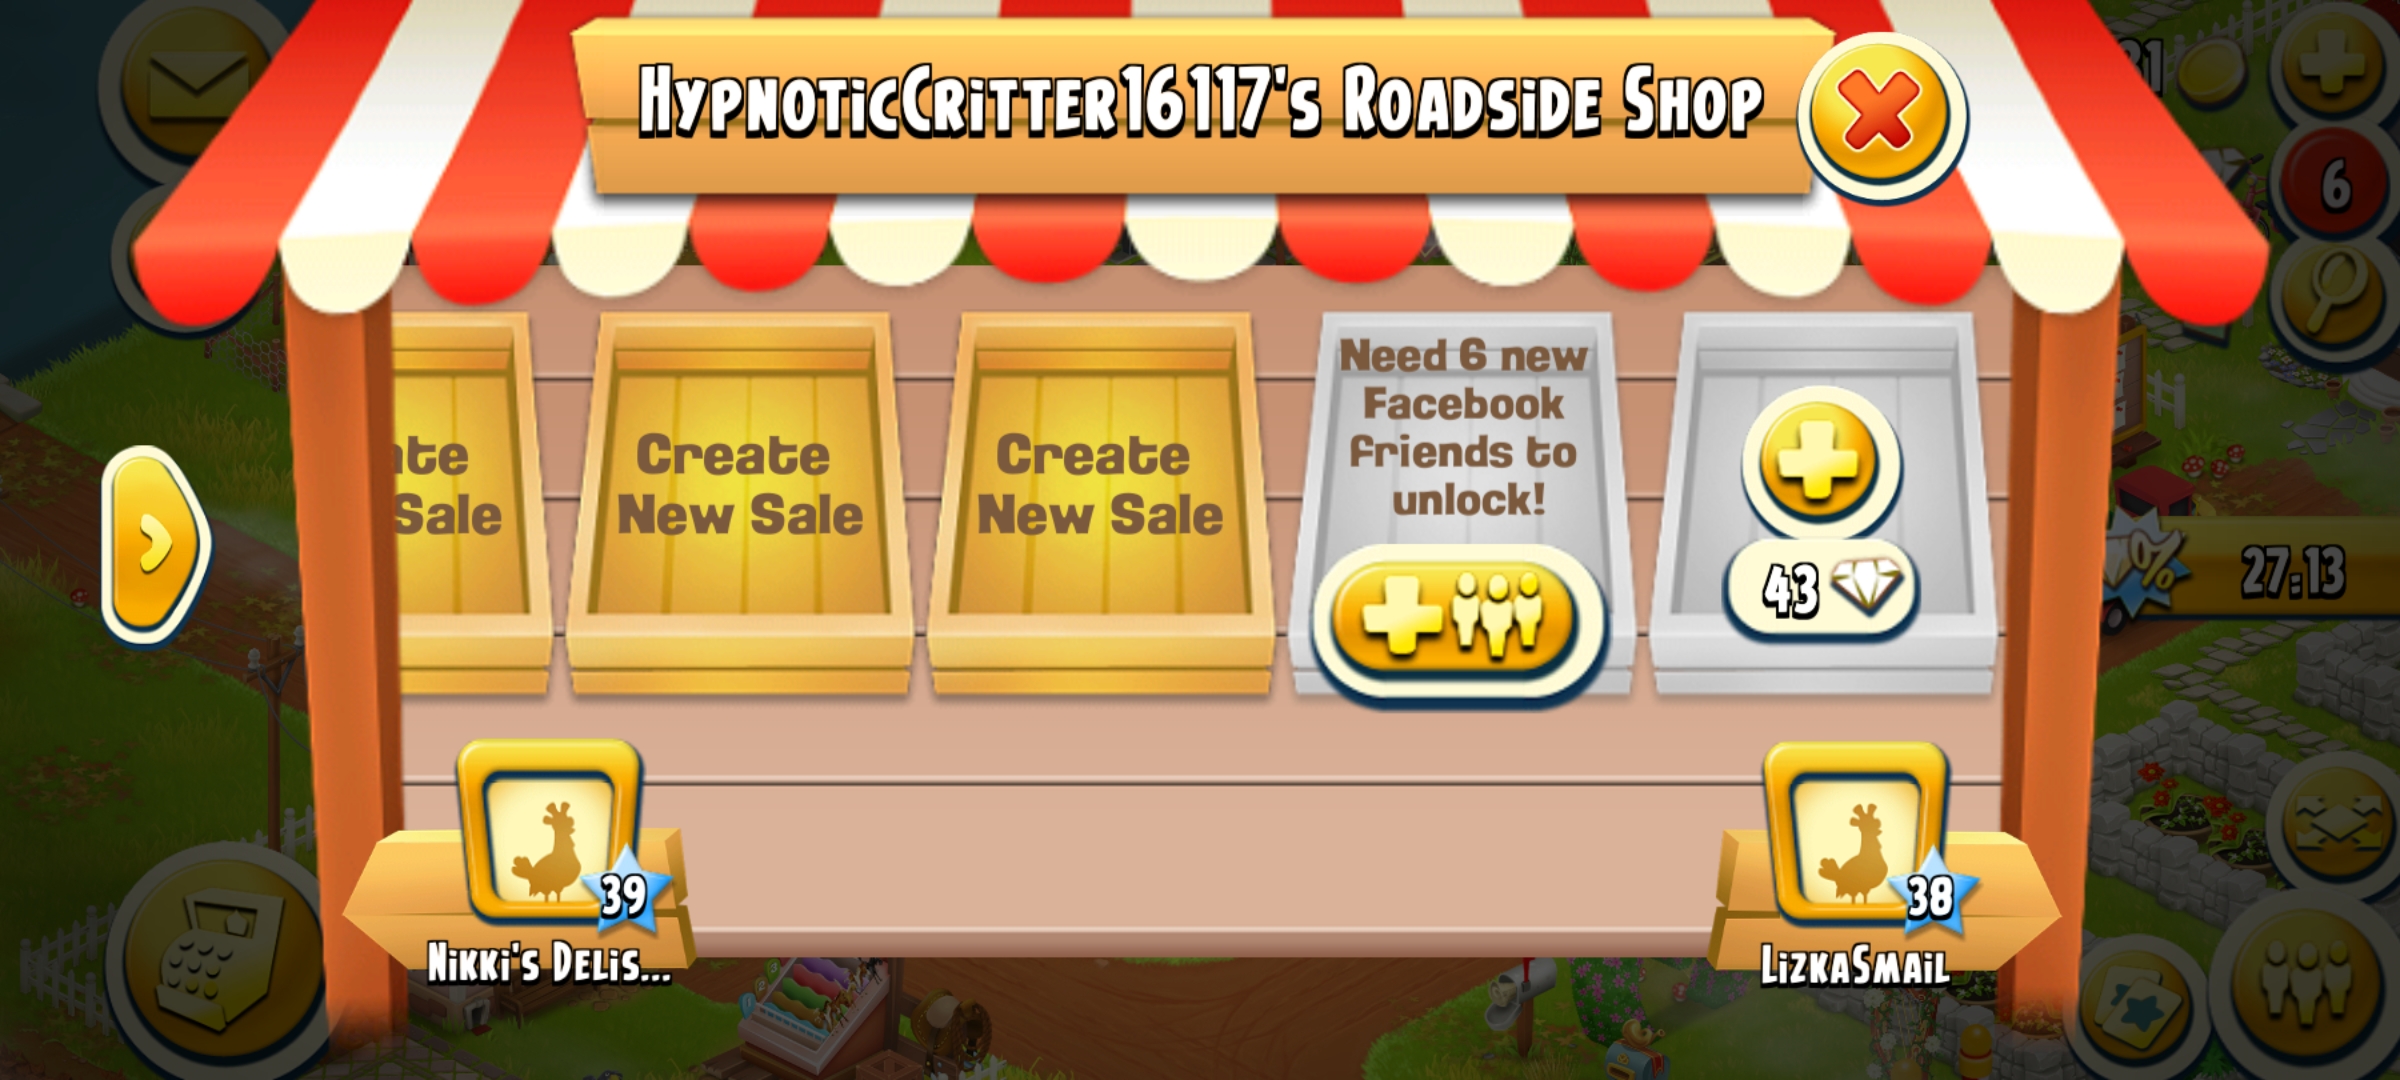 HypnoticCritter16117's Roadside Shop
6
ate
Sale
Create
New Sale
Create
New Sale
Need 6 new
Facebook
friends to
unlock!
43
27:13
39
Nikki's Delis...
38
LizkaSmail